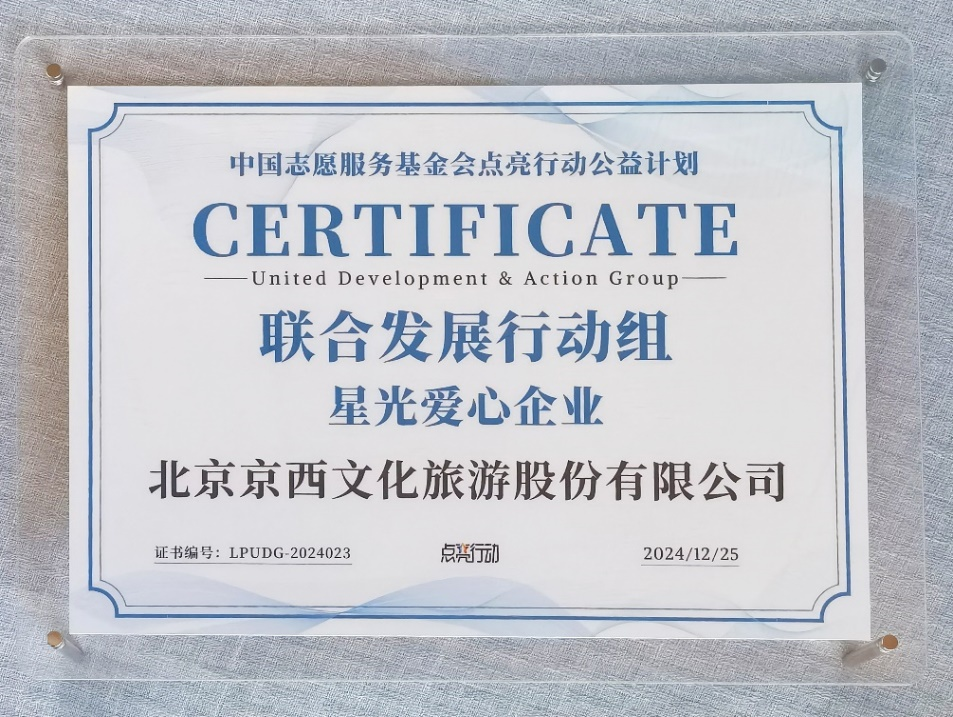 中国志愿服务基金会点亮行动公益计划
CERTIFICATE
United Development & Action Group
联合发展行动组
星光爱心企业
北京京西文化旅游股份有限公司
证书编号：LPUDG-2024023
点亮行动
2024/12/25